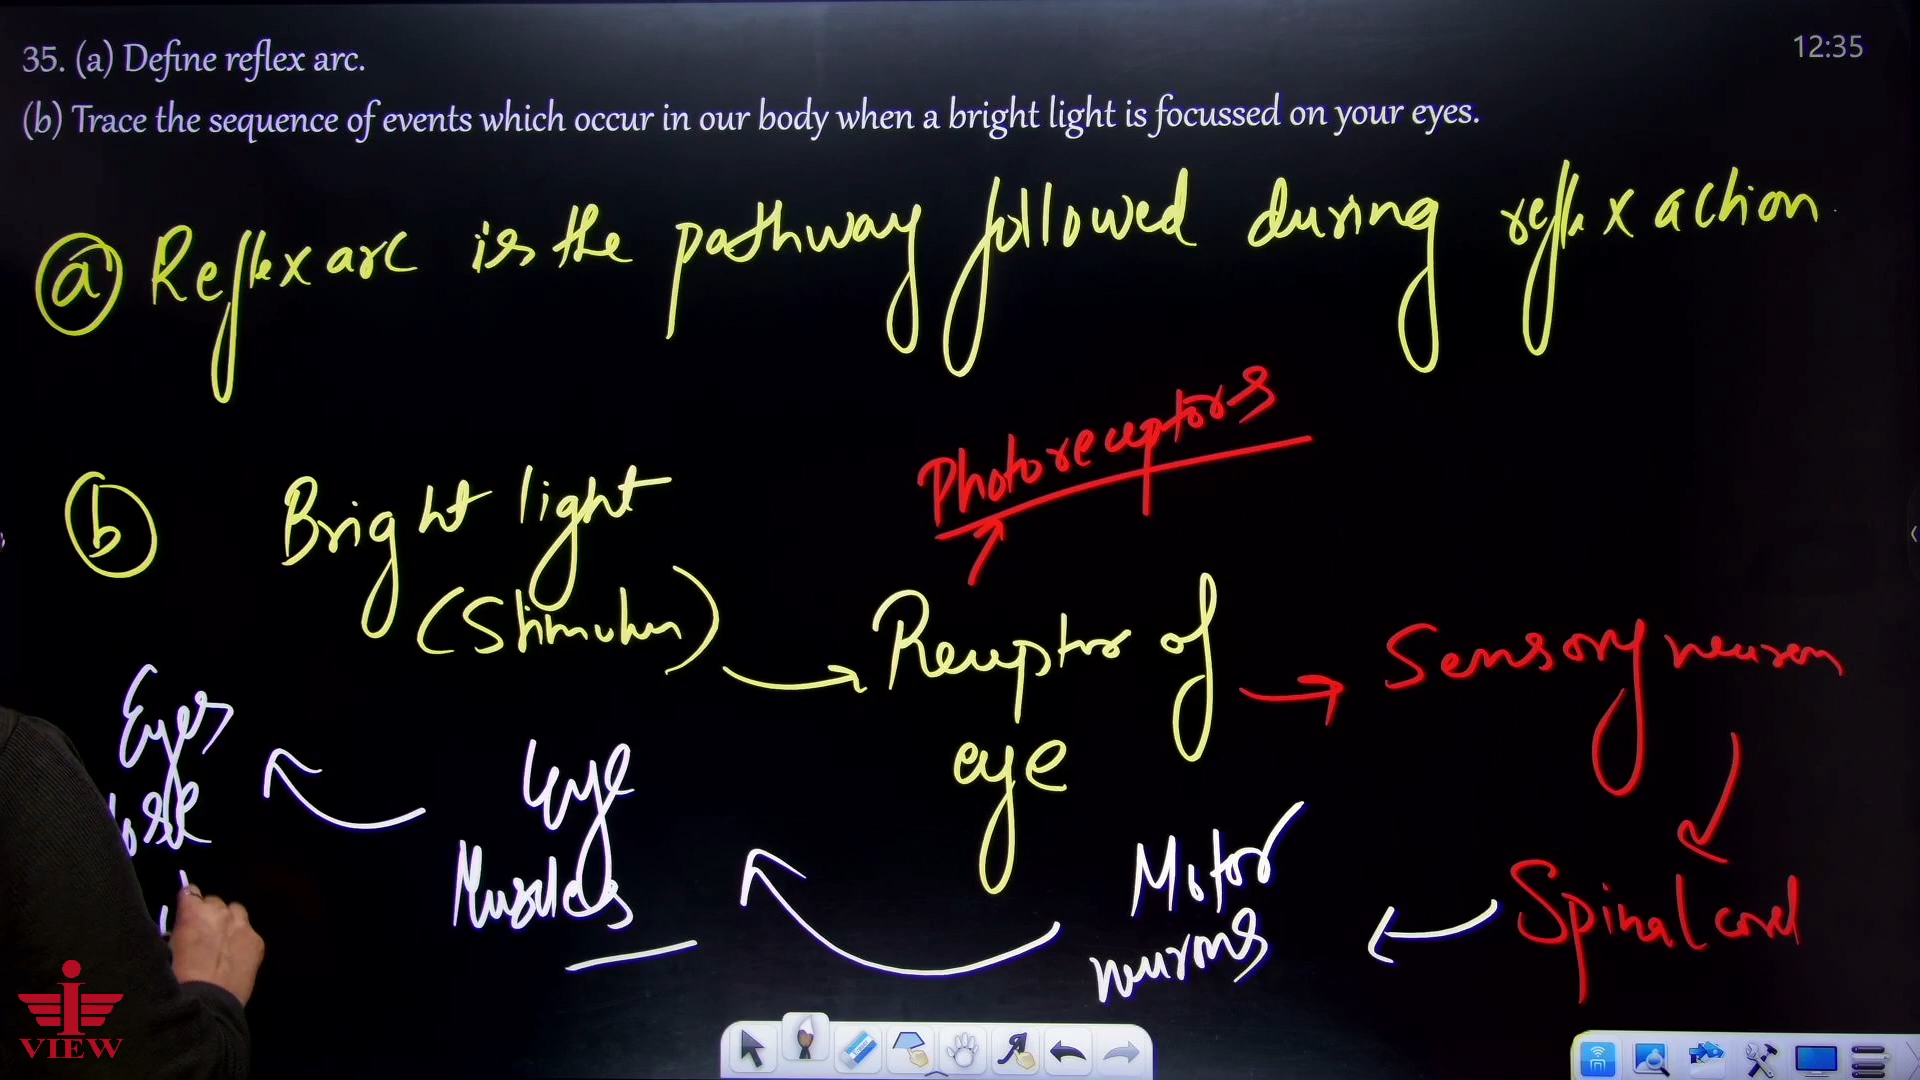 12:35
35. (a) Define reflex arc.
(b) Trace the sequence of events which occur in our body when a bright light is focussed on your eyes.
(a) Reflex arc is the pathway followed during reflex action
Photoreceptors
(b) Bright light
(Stimulus)
Receptor of
eye
Sensory neuron
Spinal cord
Motor
neurons
Eye
Muscles
Eyes
VIEW